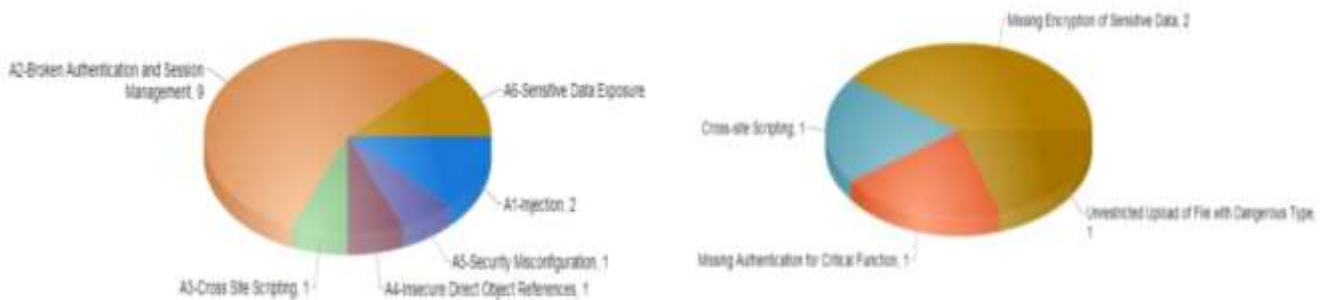 A2-Broken Authentication and Session
Management, 9
A6-Sensitive Data Exposure
A1-Injection, 2
A5-Security Misconfiguration, 1
A4-Insecure Direct Object References, 1
A3-Cross Site Scripting, 1
Missing Encryption of Sensitive Data, 2
Cross-site Scripting, 1
Unrestricted Upload of File with Dangerous Type,
1
Missing Authentication for Critical Function, 1